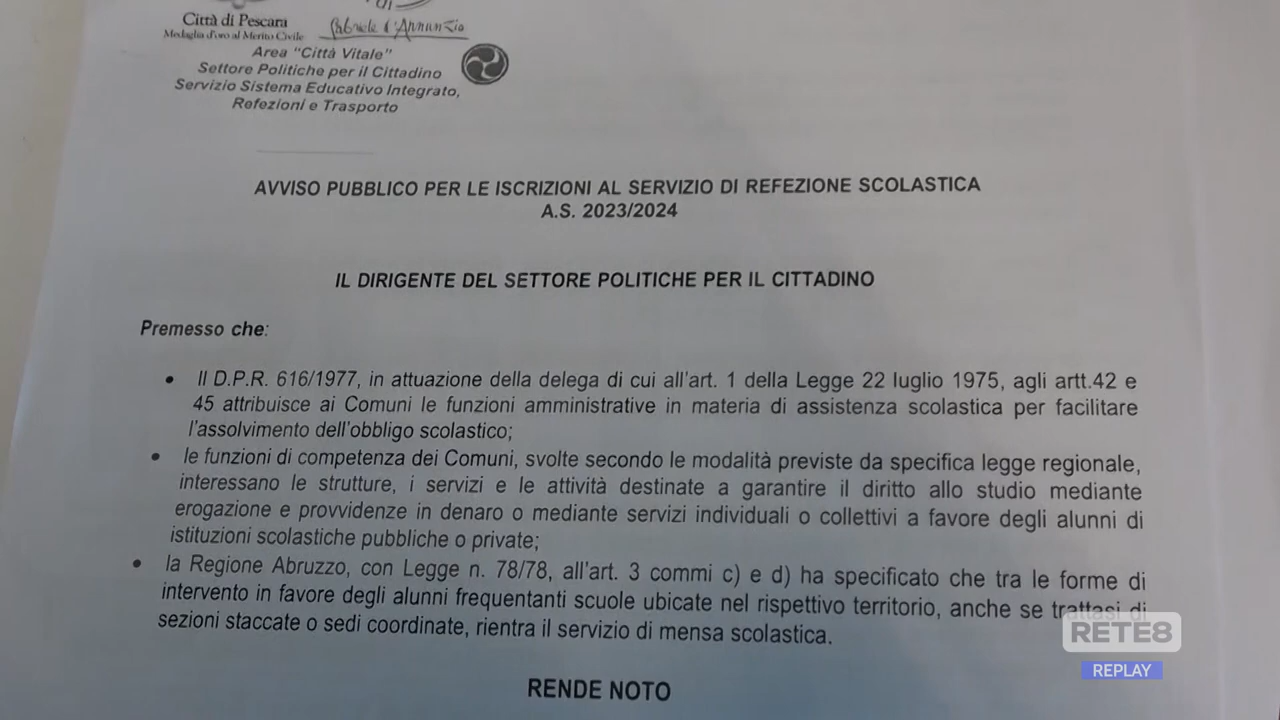 Città di Pescara
Medaglia d'oro al Merito Civile
Gabriele d'Annunzio
Area "Città Vitale"
Settore Politiche per il Cittadino
Servizio Sistema Educativo Integrato,
Refezioni e Trasporto
AVVISO PUBBLICO PER LE ISCRIZIONI AL SERVIZIO DI REFEZIONE SCOLASTICA
A.S. 2023/2024
IL DIRIGENTE DEL SETTORE POLITICHE PER IL CITTADINO
Premesso che:
• Il D.P.R. 616/1977, in attuazione della delega di cui all'art. 1 della Legge 22 luglio 1975, agli artt.42 e
45 attribuisce ai Comuni le funzioni amministrative in materia di assistenza scolastica per facilitare
l'assolvimento dell'obbligo scolastico;
• le funzioni di competenza dei Comuni, svolte secondo le modalità previste da specifica legge regionale,
interessano le strutture, i servizi e le attività destinate a garantire il diritto allo studio mediante
erogazione e provvidenze in denaro o mediante servizi individuali o collettivi a favore degli alunni di
istituzioni scolastiche pubbliche o private;
• la Regione Abruzzo, con Legge n. 78/78, all'art. 3 commi c) e d) ha specificato che tra le forme di
intervento in favore degli alunni frequentanti scuole ubicate nel rispettivo territorio, anche se trattasi di
sezioni staccate o sedi coordinate, rientra il servizio di mensa scolastica.
RENDE NOTO
RETE8
REPLAY